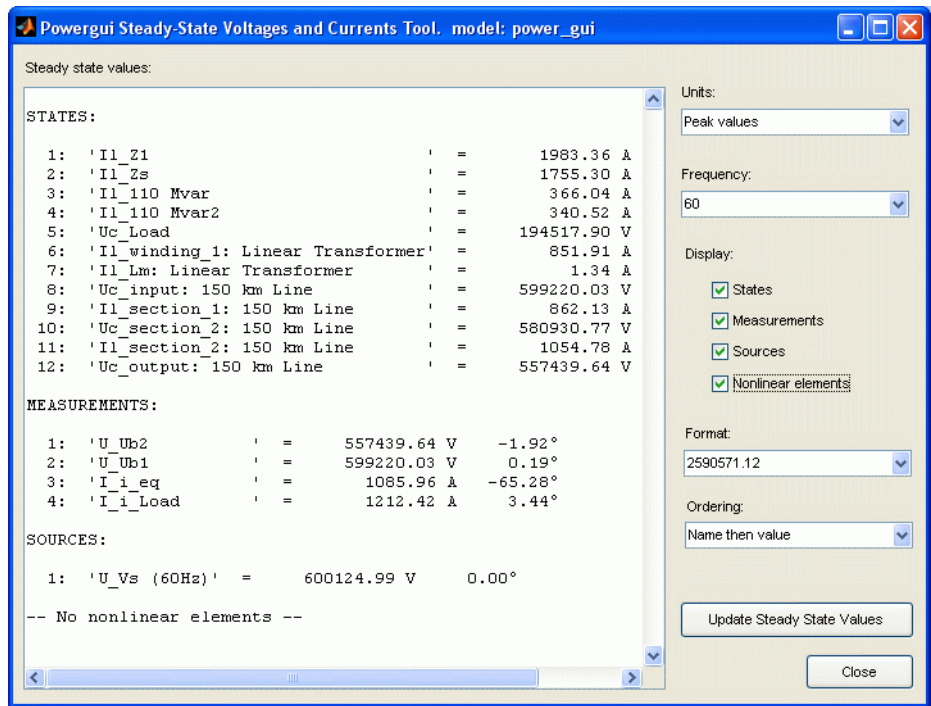 Powergui Steady-State Voltages and Currents Tool.  model: power_gui
Steady state values:
STATES:
1: 'Il_Z1 ' = 1983.36 A
2: 'Il_Zs ' = 1755.30 A
3: 'Il_110 Mvar ' = 366.04 A
4: 'Il_110 Mvar2 ' = 340.52 A
5: 'Uc_Load ' = 194517.90 V
6: 'Il_winding_1: Linear Transformer' = 851.91 A
7: 'Il_Lm: Linear Transformer ' = 1.34 A
8: 'Uc_input: 150 km Line ' = 599220.03 V
9: 'Il_section_1: 150 km Line ' = 862.13 A
10: 'Uc_section_2: 150 km Line ' = 580930.77 V
11: 'Il_section_2: 150 km Line ' = 1054.78 A
12: 'Uc_output: 150 km Line ' = 557439.64 V
MEASUREMENTS:
1: 'U_Ub2 ' = 557439.64 V -1.92°
2: 'U_Ub1 ' = 599220.03 V 0.19°
3: 'I_i_eq ' = 1085.96 A -65.28°
4: 'I_i_Load ' = 1212.42 A 3.44°
SOURCES:
1: 'U_Vs (60Hz)' = 600124.99 V 0.00°
-- No nonlinear elements --
Units:
Peak values
Frequency:
60
Display:
States
Measurements
Sources
Nonlinear elements
Format:
2590571.12
Ordering:
Name then value
Update Steady State Values
Close